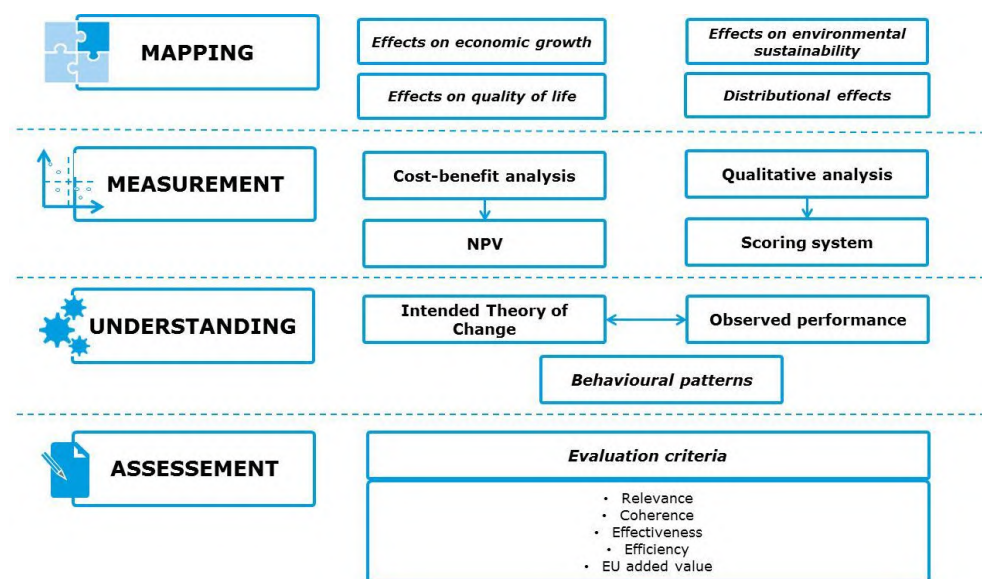 MAPPING
Effects on economic growth
Effects on environmental
sustainability
Effects on quality of life
Distributional effects
MEASUREMENT
Cost-benefit analysis
Qualitative analysis
NPV
Scoring system
UNDERSTANDING
Intended Theory of
Change
Observed performance
Behavioural patterns
ASSESSEMENT
Evaluation criteria
• Relevance
• Coherence
• Effectiveness
• Efficiency
• EU added value